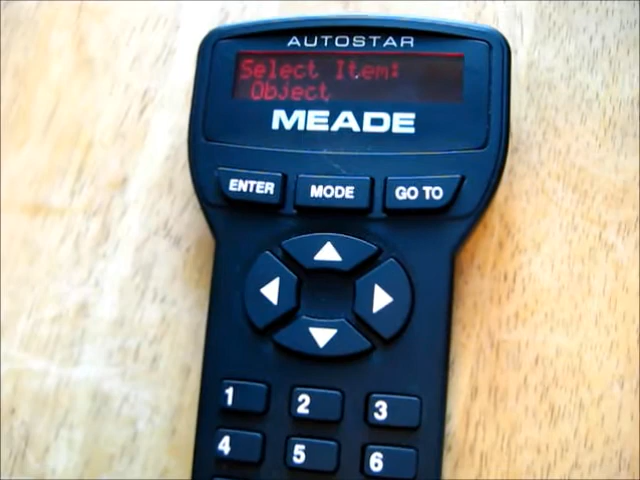 AUTOSTAR
Select Item:
Object
MEADE
ENTER MODE GO TO
1 2 3
4 5 6